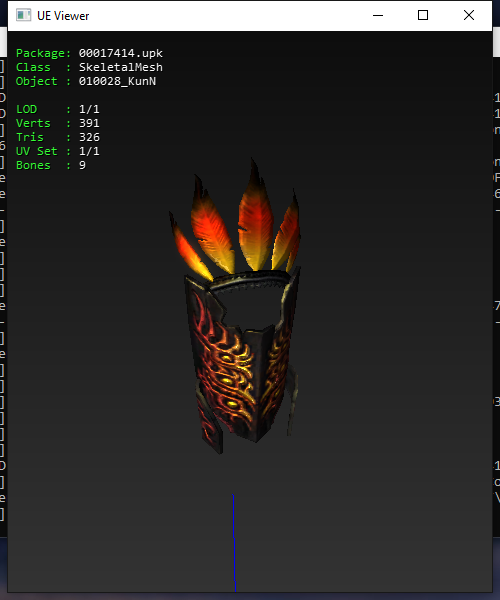 UE Viewer
Package: 00017414.upk
Class : SkeletalMesh
Object : 010028_KunN
LOD : 1/1
Verts : 391
Tris : 326
UV Set : 1/1
Bones : 9